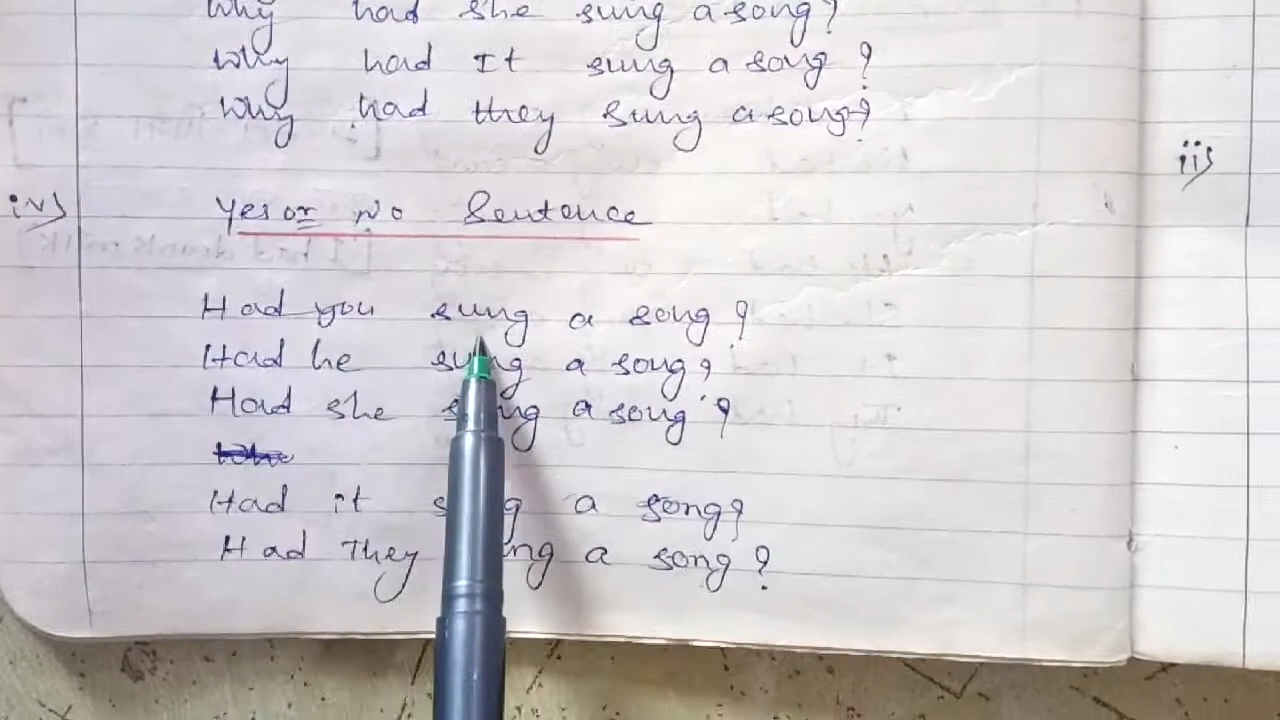 Why had she sung a song?
Why had It sung a song?
Why had they sung a song?
iv) Yes or No Sentence
iis
Had you sung a song?
Had he sung a song?
Had she sung a song?
Had it sung a song?
Had They sung a song?